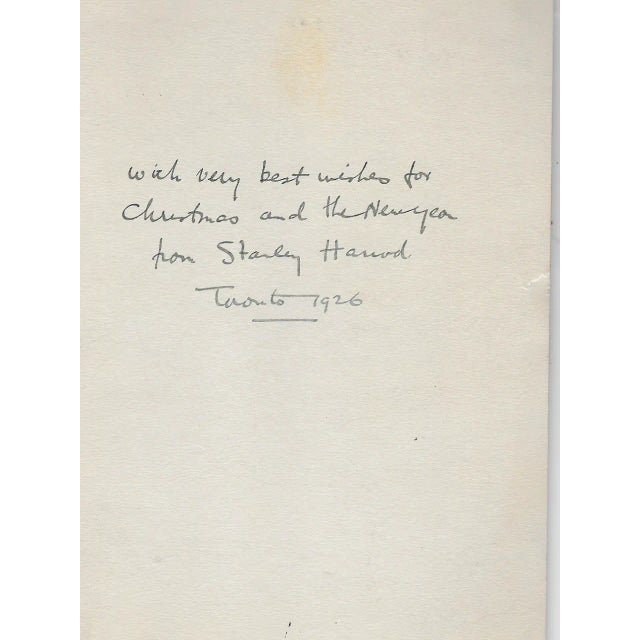 with very best wishes for
Christmas and the New year
from Stanley Harrod
Toronto 1926